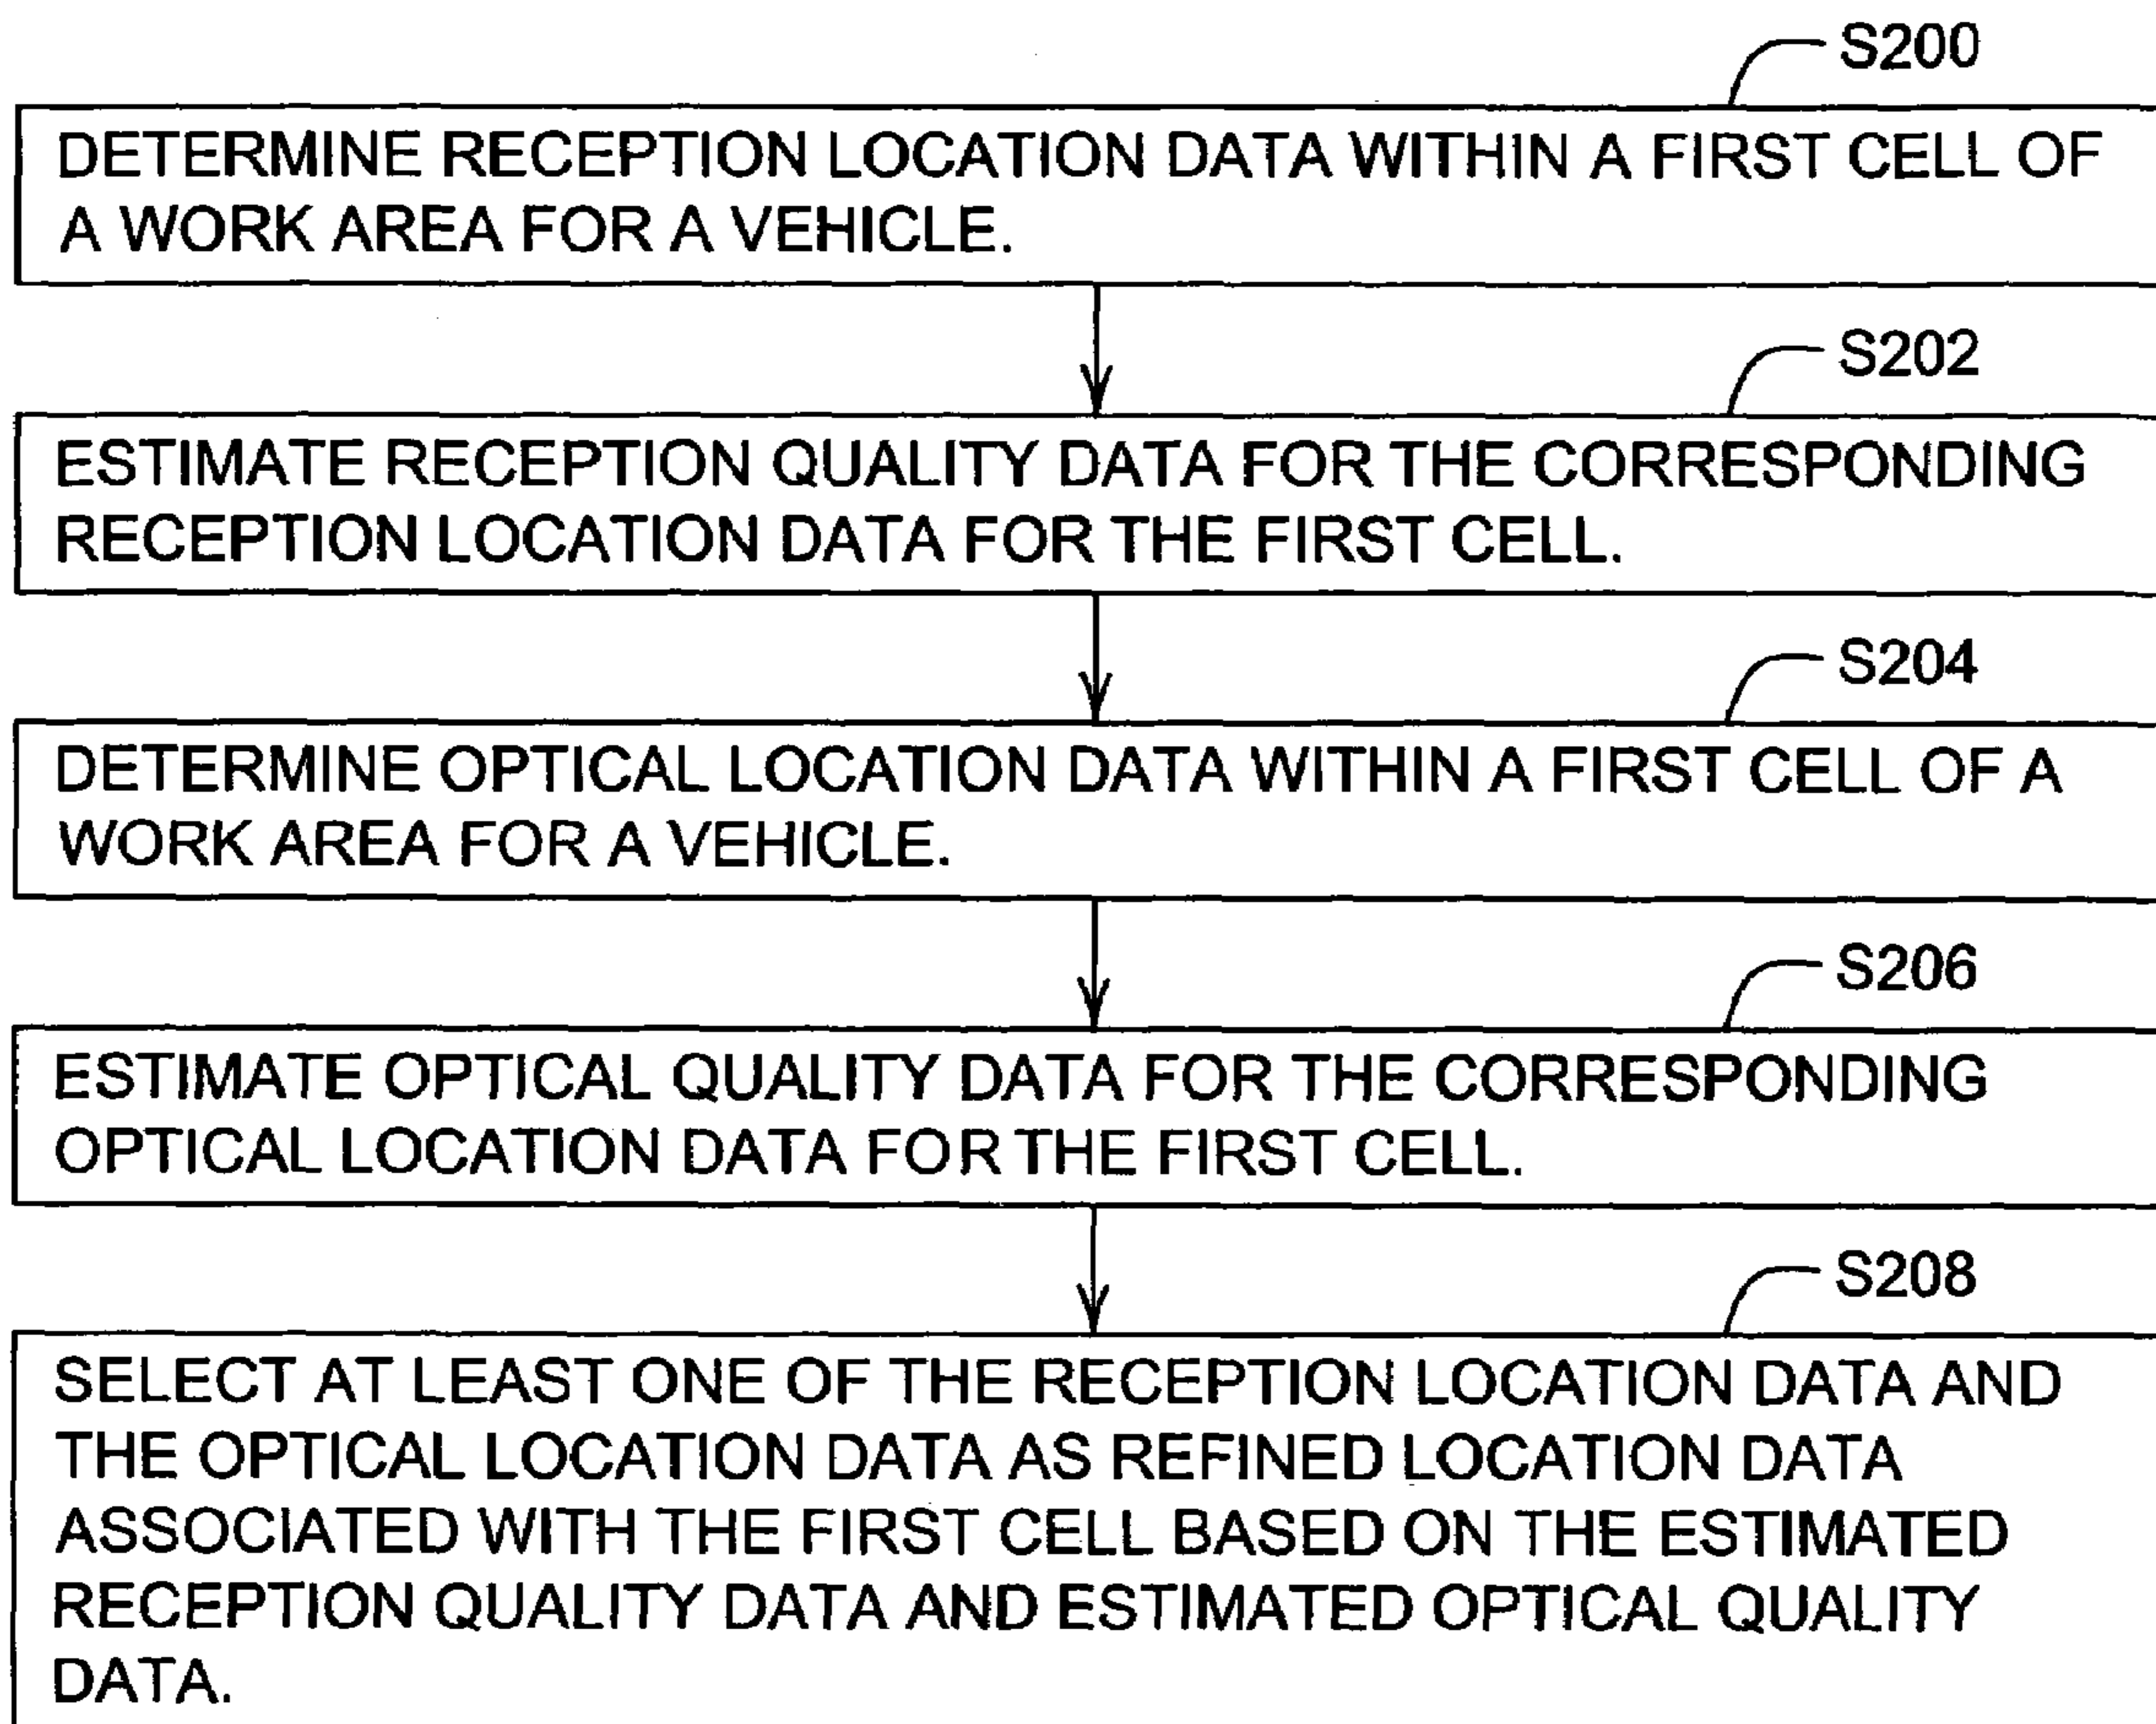 S200
DETERMINE RECEPTION LOCATION DATA WITHIN A FIRST CELL OF
A WORK AREA FOR A VEHICLE.
S202
ESTIMATE RECEPTION QUALITY DATA FOR THE CORRESPONDING
RECEPTION LOCATION DATA FOR THE FIRST CELL.
S204
DETERMINE OPTICAL LOCATION DATA WITHIN A FIRST CELL OF A
WORK AREA FOR A VEHICLE.
S206
ESTIMATE OPTICAL QUALITY DATA FOR THE CORRESPONDING
OPTICAL LOCATION DATA FOR THE FIRST CELL.
S208
SELECT AT LEAST ONE OF THE RECEPTION LOCATION DATA AND
THE OPTICAL LOCATION DATA AS REFINED LOCATION DATA
ASSOCIATED WITH THE FIRST CELL BASED ON THE ESTIMATED
RECEPTION QUALITY DATA AND ESTIMATED OPTICAL QUALITY
DATA.